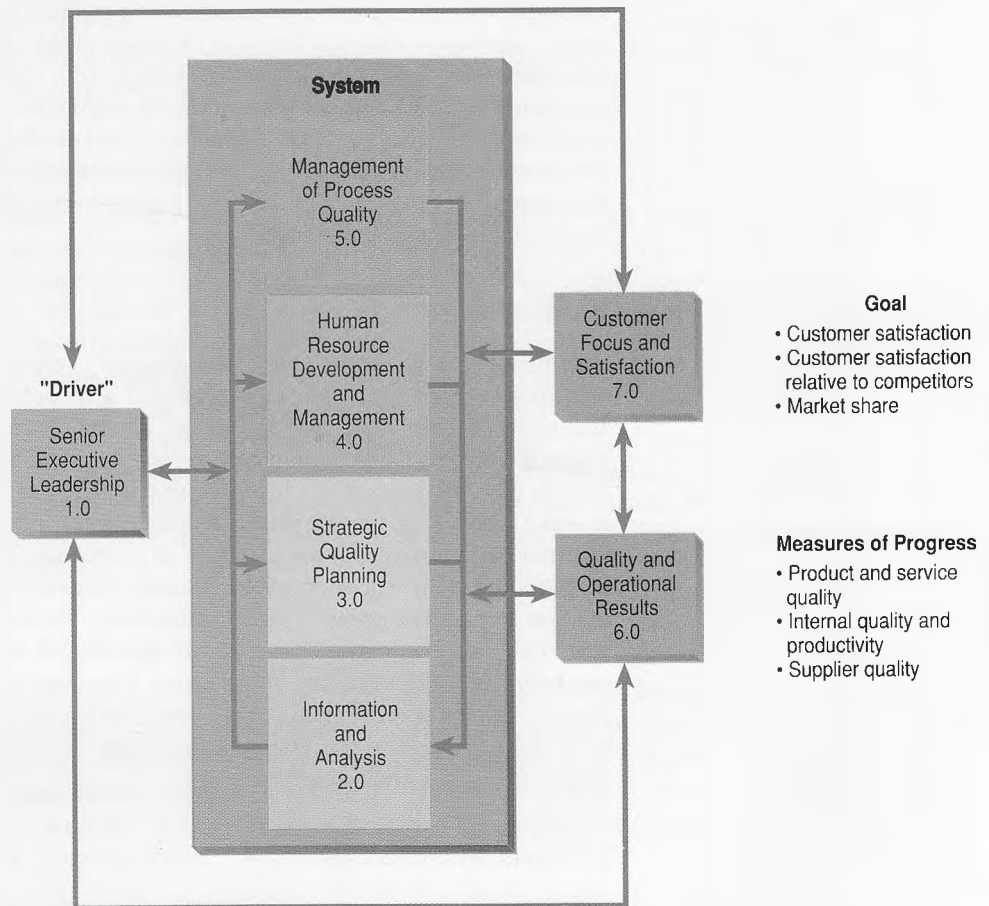 System
Management
of Process
Quality
5.0
Human
Resource
Development
and
Management
4.0
Strategic
Quality
Planning
3.0
Information
and
Analysis
2.0
"Driver"
Senior
Executive
Leadership
1.0
Customer
Focus and
Satisfaction
7.0
Quality and
Operational
Results
6.0
Goal
• Customer satisfaction
• Customer satisfaction
relative to competitors
• Market share
Measures of Progress
• Product and service
quality
• Internal quality and
productivity
• Supplier quality